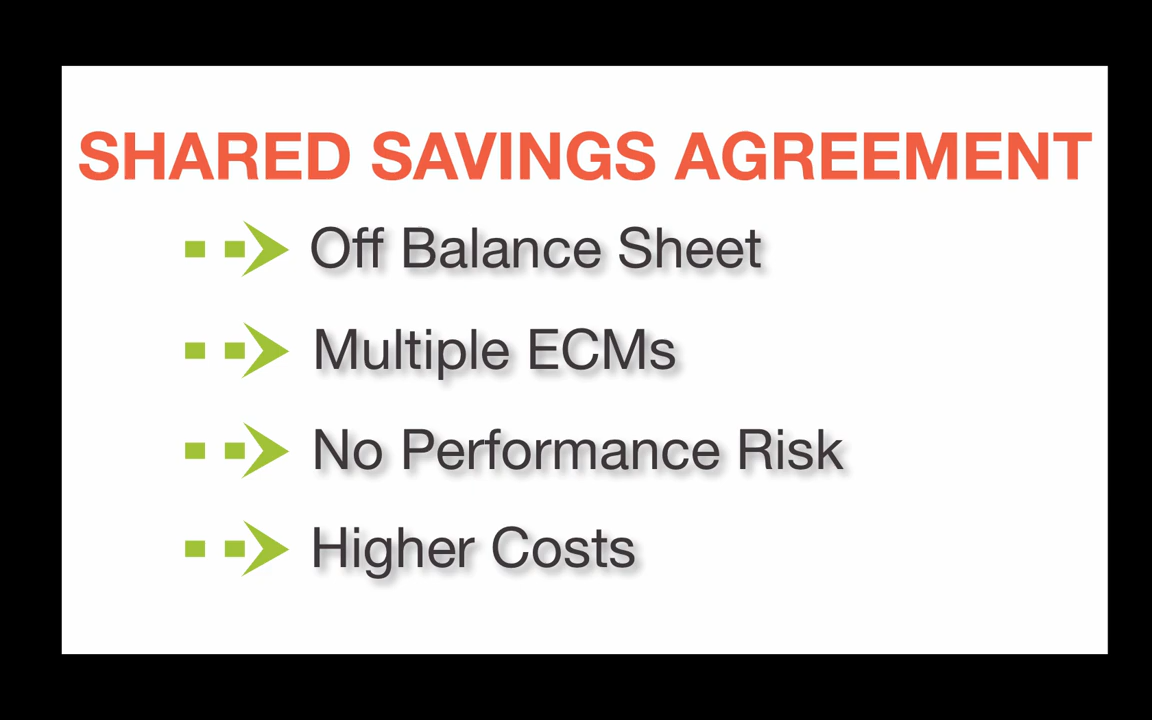 SHARED SAVINGS AGREEMENT
Off Balance Sheet
Multiple ECMs
No Performance Risk
Higher Costs